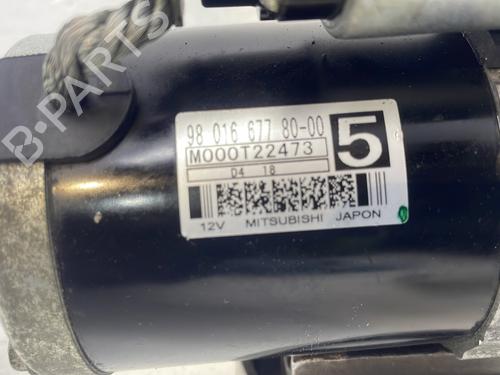 98 016 677 80-00
M000T22473
5
D4 18
12V MITSUBISHI JAPON
B-PARTS